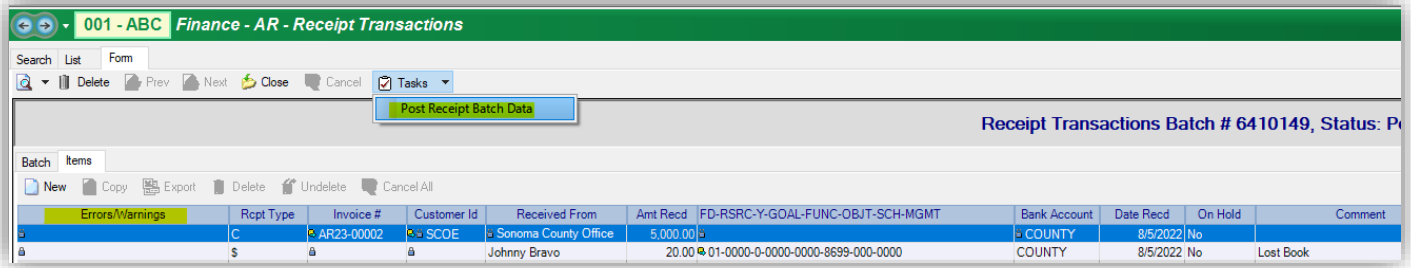 001 - ABC Finance - AR - Receipt Transactions
Search List Form
Delete Prev Next Close Cancel Tasks
Post Receipt Batch Data
Receipt Transactions Batch # 6410149, Status:
Batch Items
New Copy Export Delete Undelete Cancel All
Errors/Warnings Rcpt Type Invoice # Customer Id Received From Amt Recd FD-RSRC-Y-GOAL-FUNC-OBJT-SCH-MGMT Bank Account Date Recd On Hold Comment
C AR23-00002 SCOE Sonoma County Office 5,000.00 COUNTY 8/5/2022 No
$ Johnny Bravo 20.00 01-0000-0-0000-0000-8699-000-0000 COUNTY 8/5/2022 No Lost Book